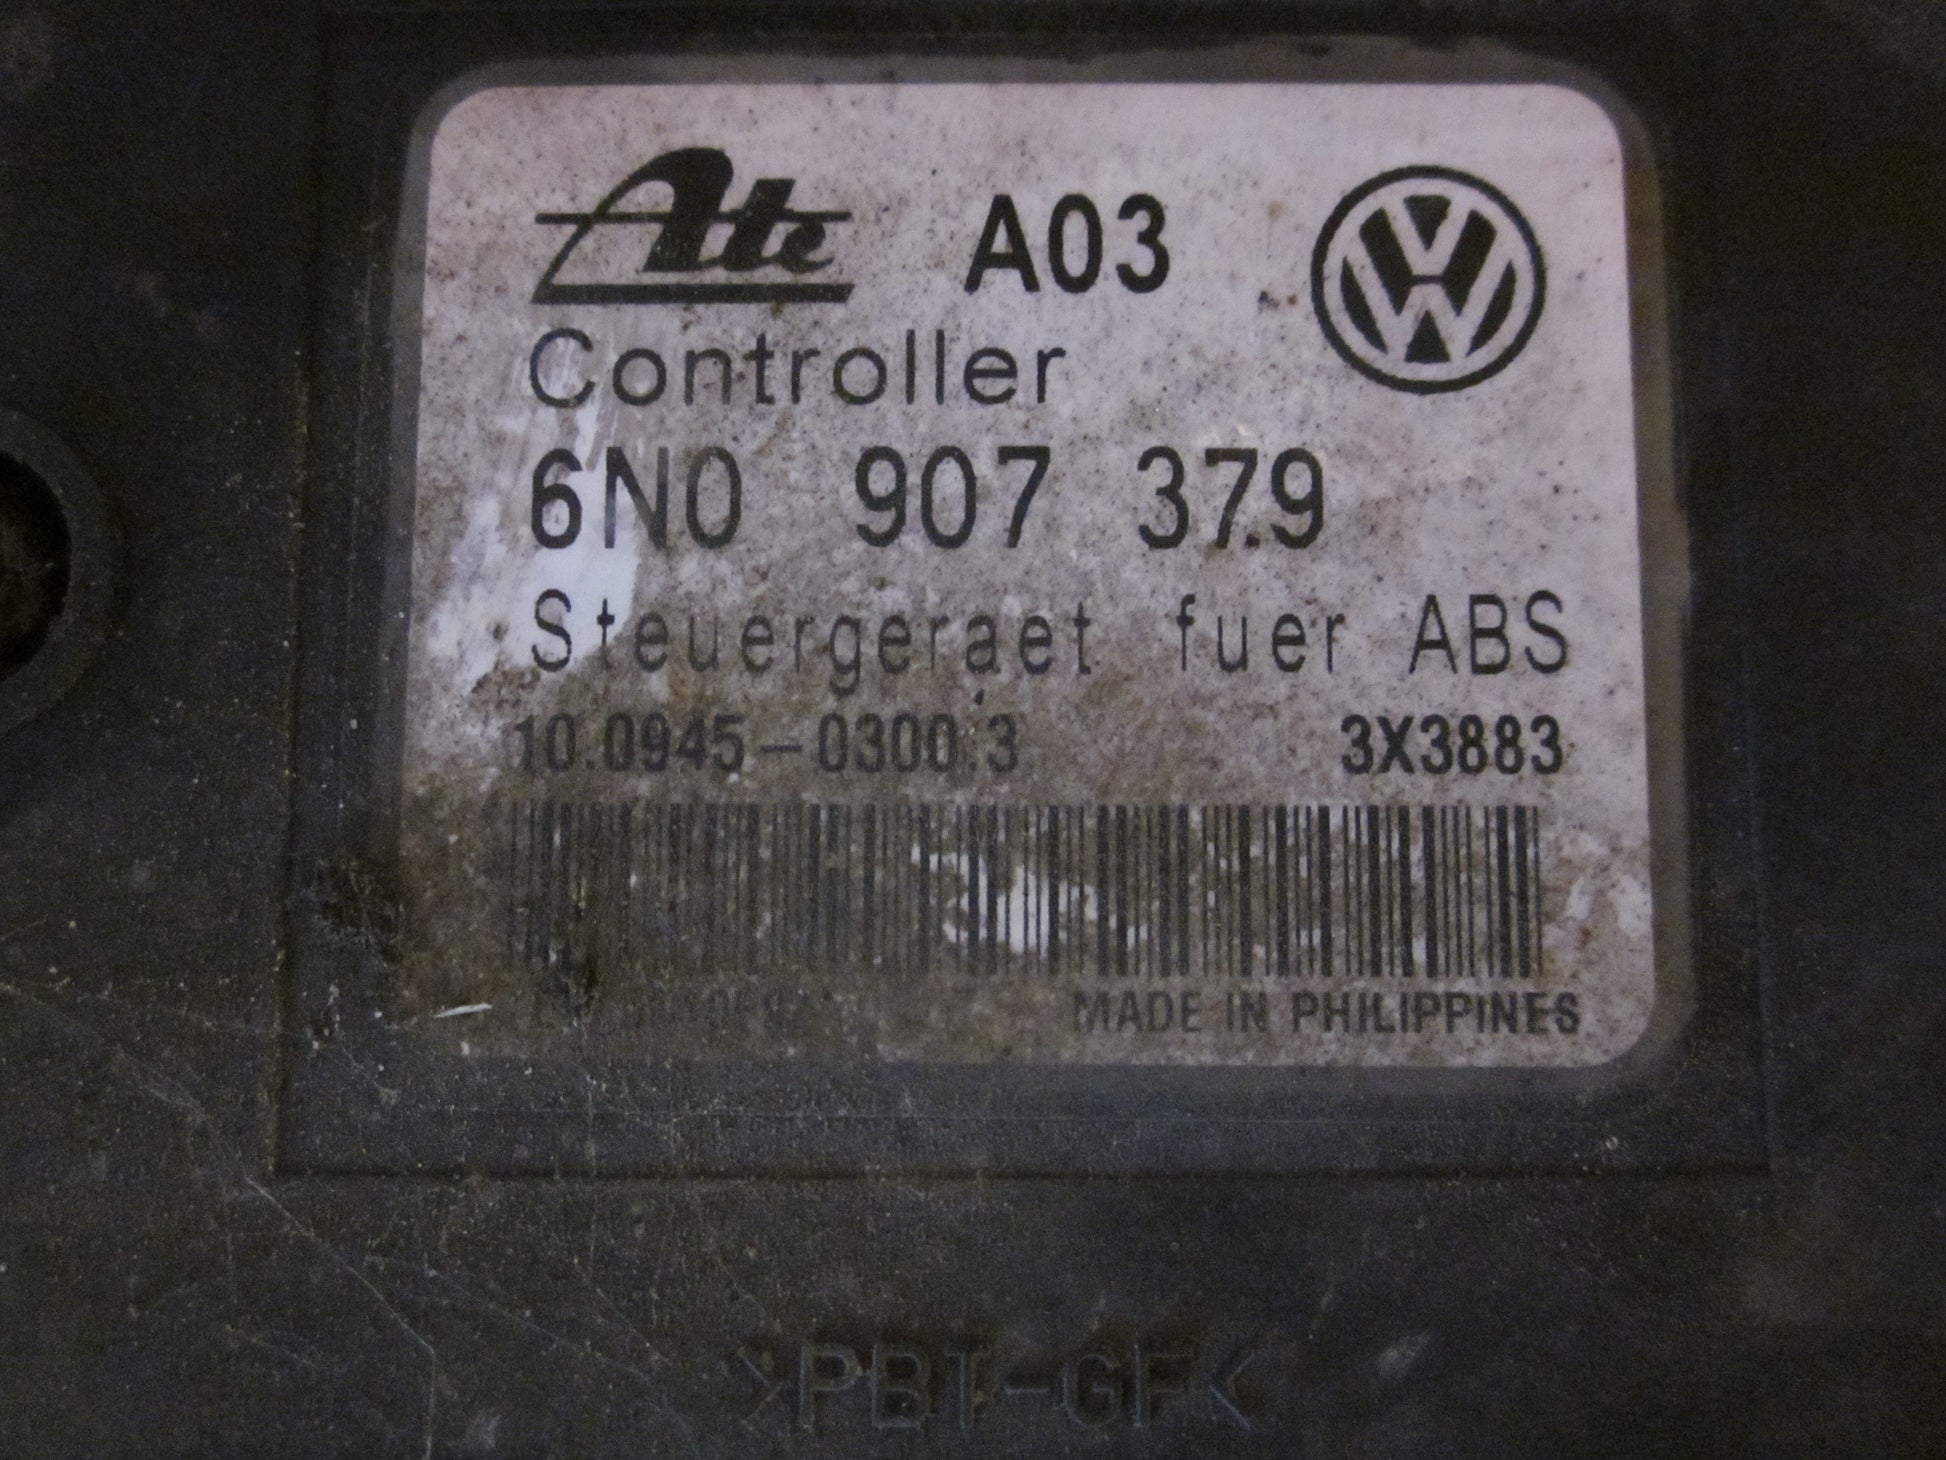 Ate A03
Controller
6N0 907 379
Steuergeraet fuer ABS
10.0945-0300.3 3X3883
MADE IN PHILIPPINES
>PBT-GF<